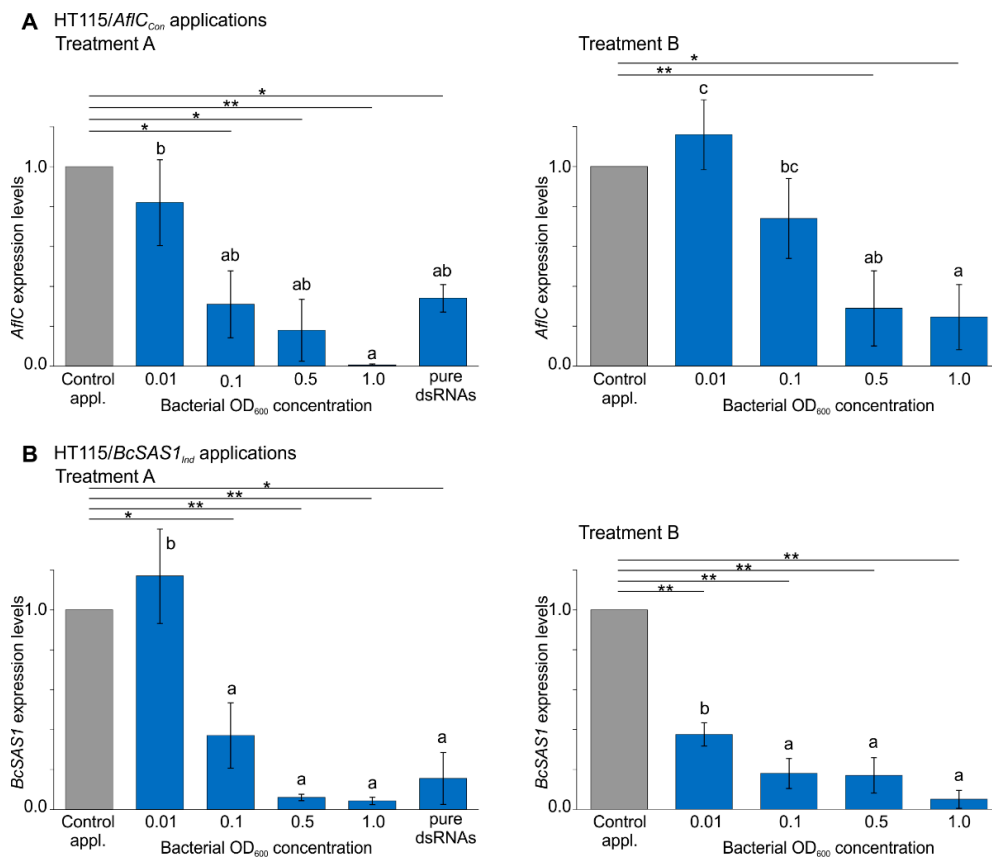 A HT115/AflC_Con applications
Treatment A
*
**
*
*
AflC expression levels
1.0
0.0
b
ab
ab
a
ab
Control appl.
0.01
0.1
0.5
1.0
pure dsRNAs
Bacterial OD600 concentration
Treatment B
*
**
AflC expression levels
1.0
0.0
c
bc
ab
a
Control appl.
0.01
0.1
0.5
1.0
Bacterial OD600 concentration
B HT115/BcSAS1_Ind applications
Treatment A
*
**
**
*
BcSAS1 expression levels
1.0
0.0
b
a
a
a
a
Control appl.
0.01
0.1
0.5
1.0
pure dsRNAs
Bacterial OD600 concentration
Treatment B
**
**
**
**
BcSAS1 expression levels
1.0
0.0
b
a
a
a
Control appl.
0.01
0.1
0.5
1.0
Bacterial OD600 concentration